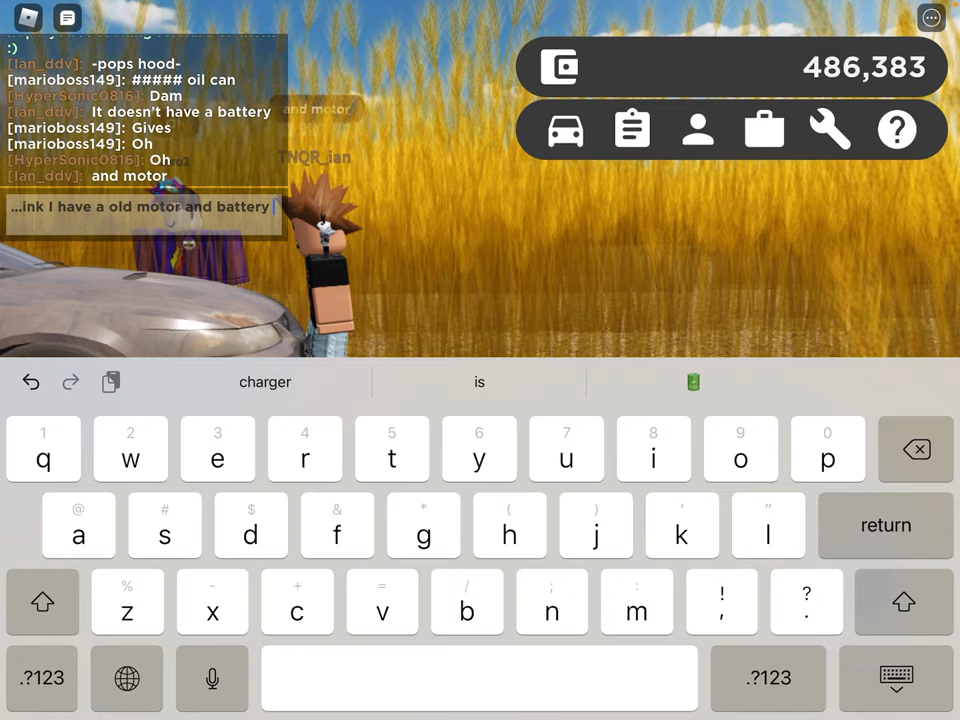 :)
[Ian_ddv]: -pops hood-
[marioboss149]: ##### oil can
[HyperSonic0816]: Dam
[Ian_ddv]: It doesn't have a battery
[marioboss149]: Gives
[marioboss149]: Oh
[HyperSonic0816]: Oh
[Ian_ddv]: and motor
...ink I have a old motor and battery
and motor
TNQR_ian
486,383
charger is
1 2 3 4 5 6 7 8 9 0
q w e r t y u i o p
@ # $ & * ( ) ' "
a s d f g h j k l return
% - + = / ; : ! ?
z x c v b n m , .
.?123 .?123